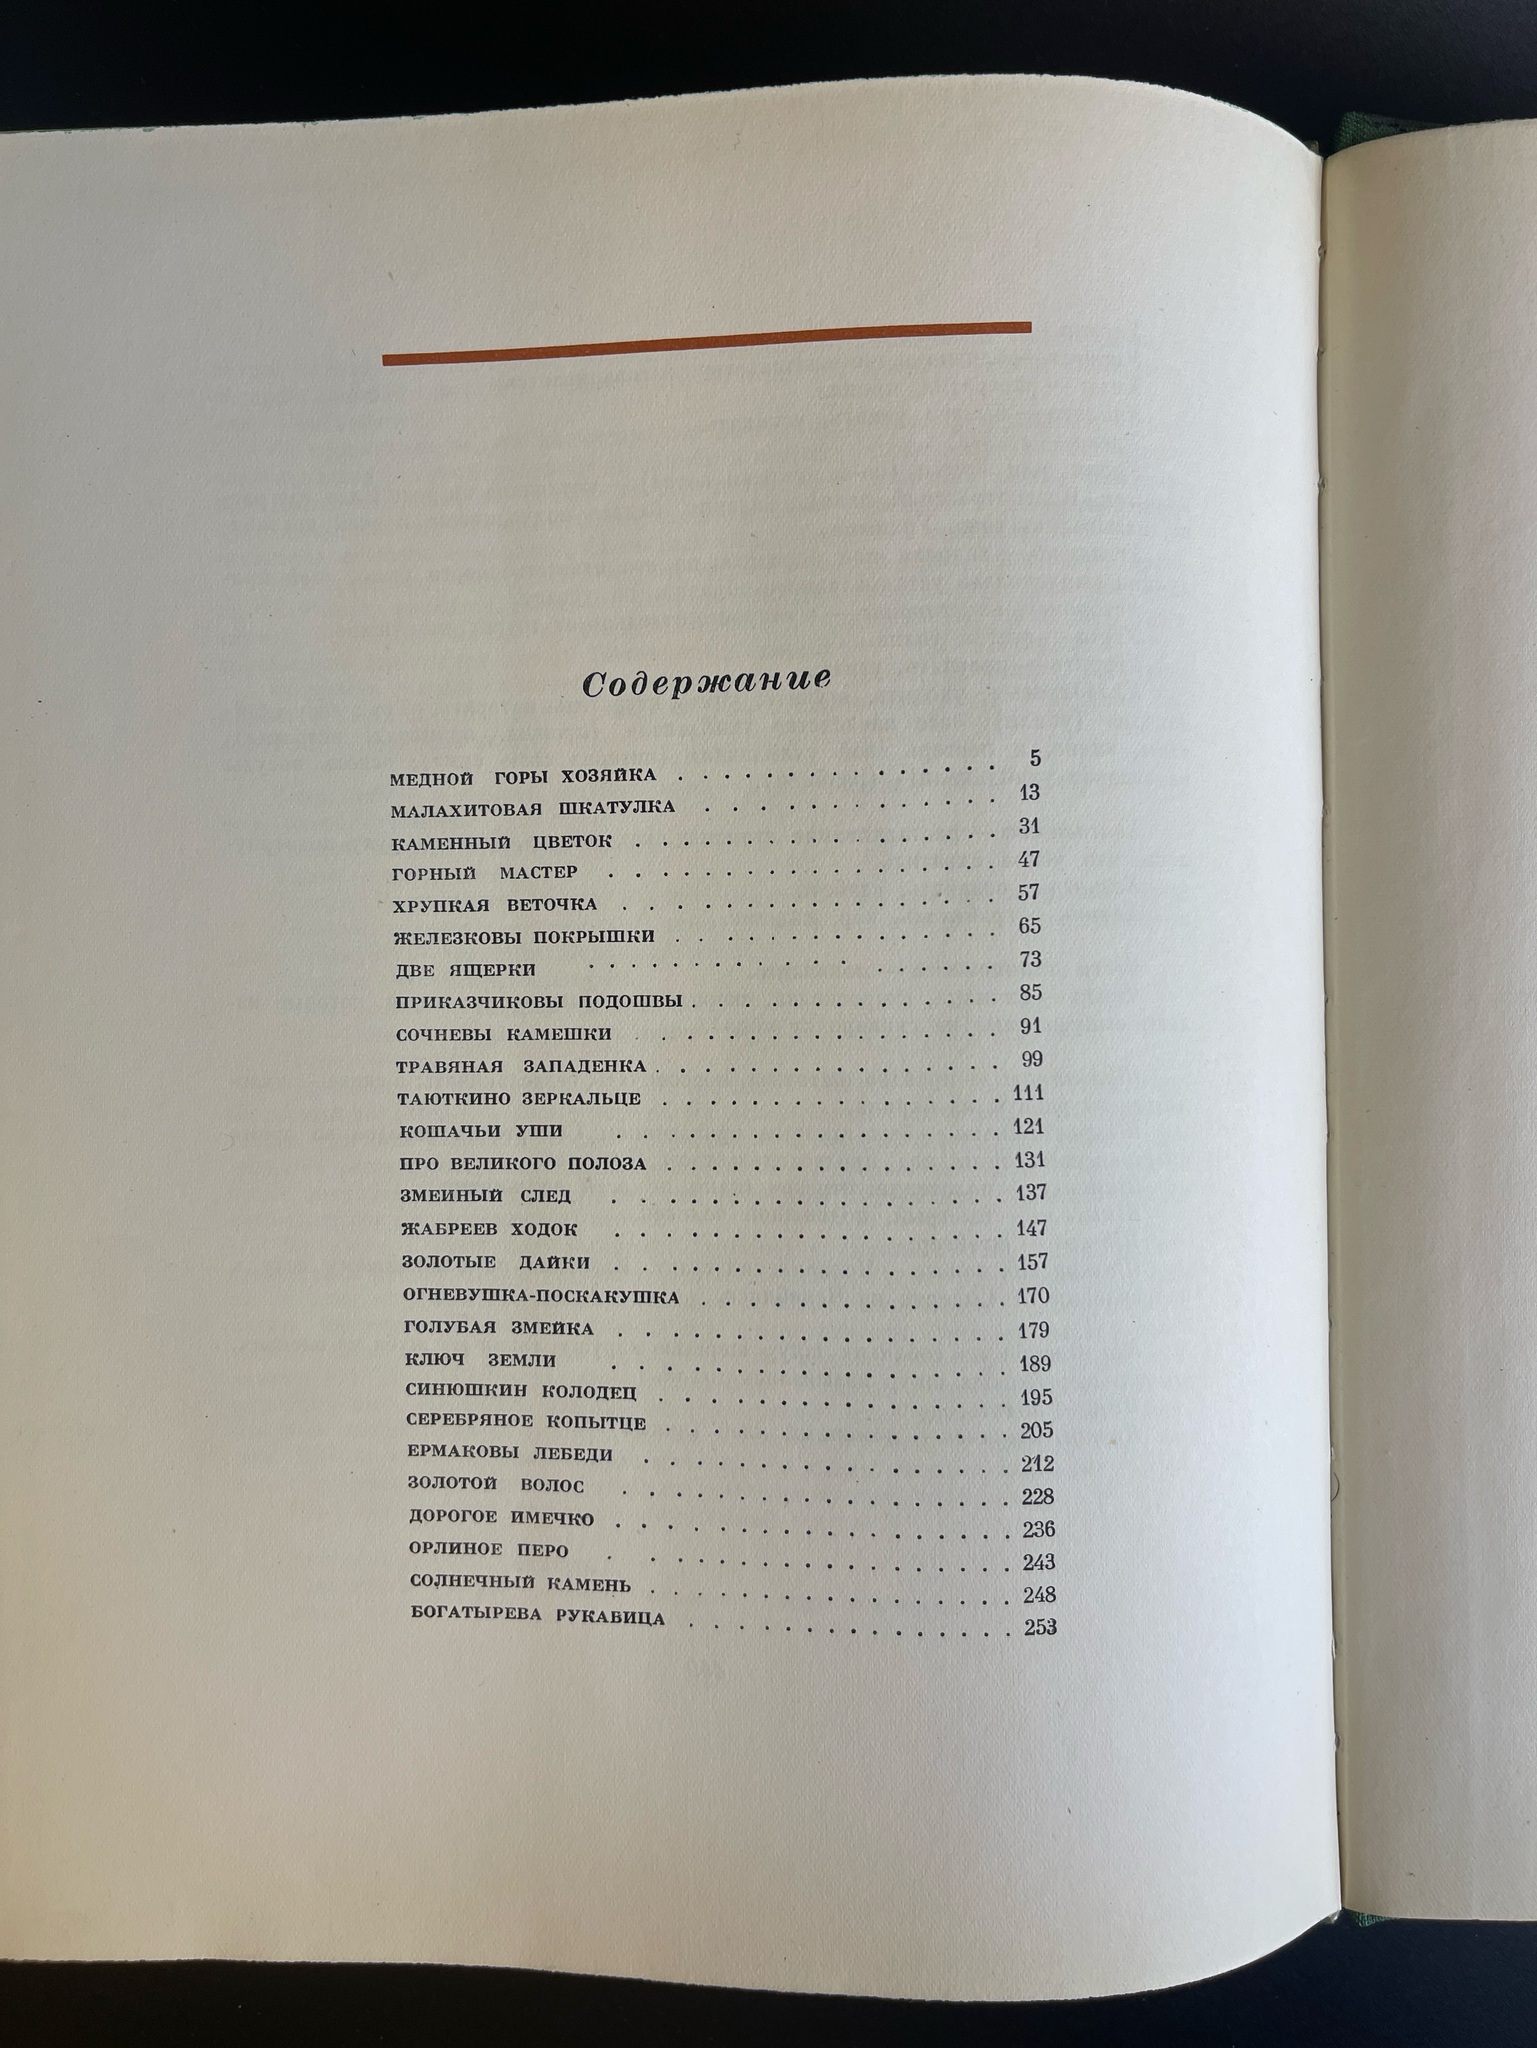 Содержание
МЕДНОЙ ГОРЫ ХОЗЯЙКА . . . . . . . . . . . . . . 5
МАЛАХИТОВАЯ ШКАТУЛКА . . . . . . . . . . . . 13
КАМЕННЫЙ ЦВЕТОК . . . . . . . . . . . . . . . 31
ГОРНЫЙ МАСТЕР . . . . . . . . . . . . . . . . 47
ХРУПКАЯ ВЕТОЧКА . . . . . . . . . . . . . . . 57
ЖЕЛЕЗКОВЫ ПОКРЫШКИ . . . . . . . . . . . . . 65
ДВЕ ЯЩЕРКИ . . . . . . . . . . . . . . . . . 73
ПРИКАЗЧИКОВЫ ПОДОШВЫ . . . . . . . . . . . . . 85
СОЧНЕВЫ КАМЕШКИ . . . . . . . . . . . . . . . 91
ТРАВЯНАЯ ЗАПАДЕНКА . . . . . . . . . . . . . . 99
ТАЮТКИНО ЗЕРКАЛЬЦЕ . . . . . . . . . . . . . . 111
КОШАЧЬИ УШИ . . . . . . . . . . . . . . . . 121
ПРО ВЕЛИКОГО ПОЛОЗА . . . . . . . . . . . . . . 131
ЗМЕИНЫЙ СЛЕД . . . . . . . . . . . . . . . . 137
ЖАБРЕЕВ ХОДОК . . . . . . . . . . . . . . . . 147
ЗОЛОТЫЕ ДАЙКИ . . . . . . . . . . . . . . . . 157
ОГНЕВУШКА-ПОСКАКУШКА . . . . . . . . . . . . . 170
ГОЛУБАЯ ЗМЕЙКА . . . . . . . . . . . . . . . . 179
КЛЮЧ ЗЕМЛИ . . . . . . . . . . . . . . . . 189
СИНЮШКИН КОЛОДЕЦ . . . . . . . . . . . . . . 195
СЕРЕБРЯНОЕ КОПЫТЦЕ . . . . . . . . . . . . . . 205
ЕРМАКОВЫ ЛЕБЕДИ . . . . . . . . . . . . . . . 212
ЗОЛОТОЙ ВОЛОС . . . . . . . . . . . . . . . . 228
ДОРОГОЕ ИМЕЧКО . . . . . . . . . . . . . . . . 236
ОРЛИНОЕ ПЕРО . . . . . . . . . . . . . . . . 243
СОЛНЕЧНЫЙ КАМЕНЬ . . . . . . . . . . . . . . . 248
БОГАТЫРЕВА РУКАВИЦА . . . . . . . . . . . . . 253